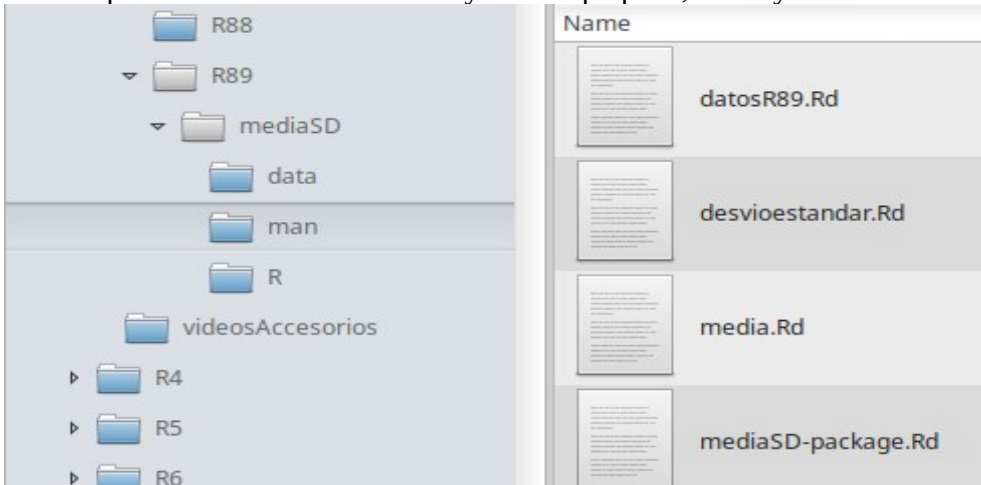 R88
R89
mediaSD
data
man
R
videosAccesorios
R4
R5
R6
Name
datosR89.Rd
desvioestandar.Rd
media.Rd
mediaSD-package.Rd